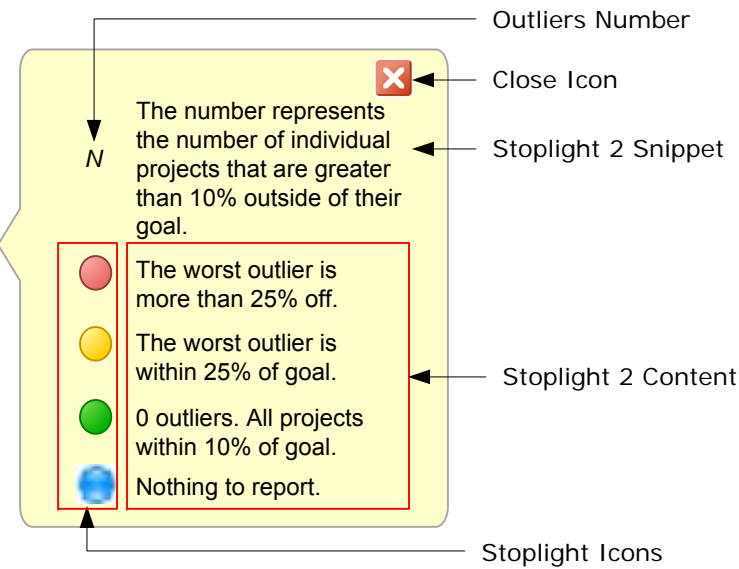 Outliers Number
Close Icon
The number represents
the number of individual
projects that are greater
than 10% outside of their
goal.
N
Stoplight 2 Snippet
The worst outlier is
more than 25% off.
The worst outlier is
within 25% of goal.
Stoplight 2 Content
0 outliers. All projects
within 10% of goal.
Nothing to report.
Stoplight Icons